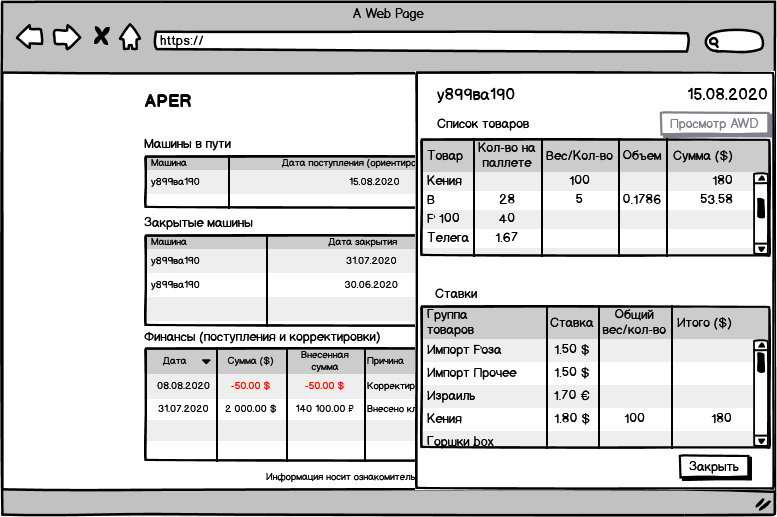 A Web Page
https://
APER
Машины в пути
Машина Дата поступления (ориентиро
у899ва190 15.08.2020
Закрытые машины
Машина Дата закрытия
у899ва190 31.07.2020
у899ва190 30.06.2020
Финансы (поступления и корректировки)
Дата Сумма ($) Внесенная сумма Причина
08.08.2020 -50.00 $ -50.00 $ Корректир
31.07.2020 2 000.00 $ 140 100.00 ₽ Внесено кл
Информация носит ознакомитель
у899ва190 15.08.2020
Список товаров Просмотр AWD
Товар Кол-во на паллете Вес/Кол-во Объем Сумма ($)
Кения 100 180
В 28 5 0.1786 53.58
Р 100 40
Телега 1.67
Ставки
Группа товаров Ставка Общий вес/кол-во Итого ($)
Импорт Роза 1.50 $
Импорт Прочее 1.50 $
Израиль 1.70 €
Кения 1.80 $ 100 180
Горшки box
Закрыть